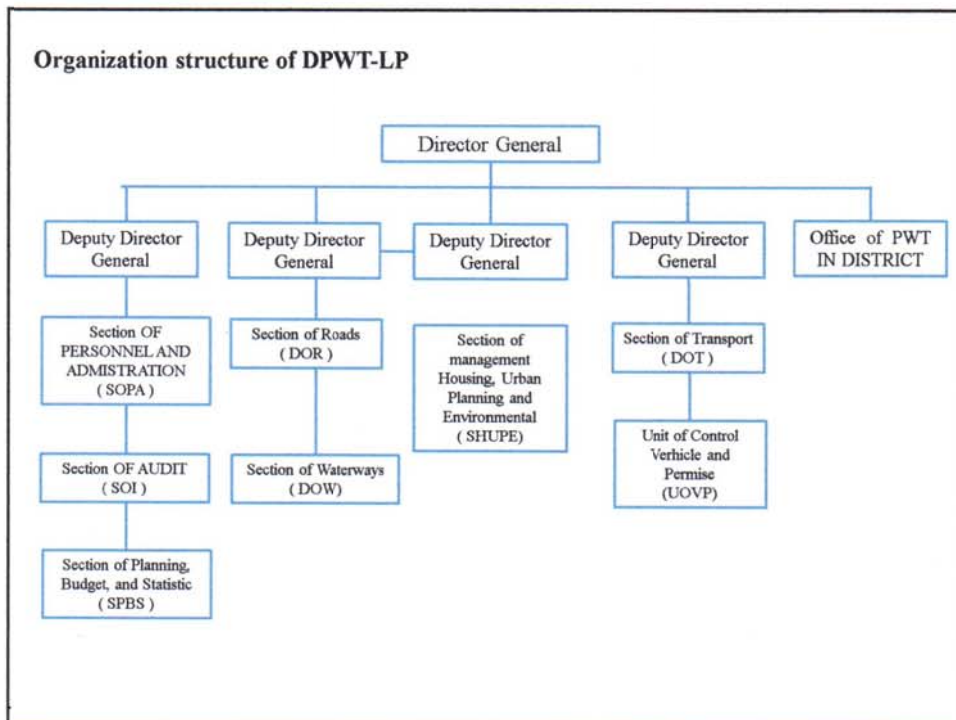 Organization structure of DPWT-LP
Director General
Deputy Director
General
Deputy Director
General
Deputy Director
General
Deputy Director
General
Office of PWT
IN DISTRICT
Section OF
PERSONNEL AND
ADMISTRATION
( SOPA )
Section of Roads
( DOR )
Section of
management
Housing, Urban
Planning and
Environmental
( SHUPE)
Section of Transport
( DOT )
Section OF AUDIT
( SOI )
Section of Waterways
( DOW)
Unit of Control
Verhicle and
Permise
(UOVP)
Section of Planning,
Budget, and Statistic
( SPBS )